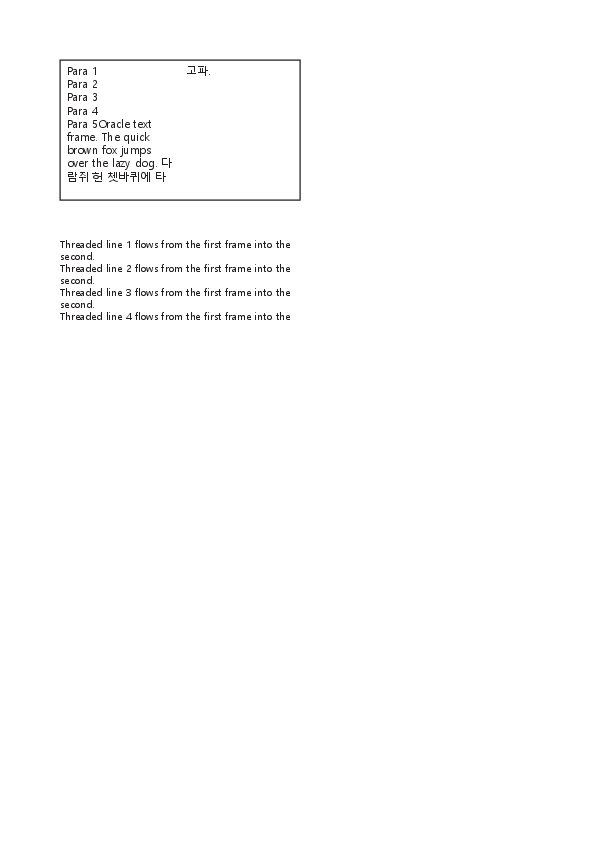 Para 1
Para 2
Para 3
Para 4
Para 5Oracle text
frame. The quick
brown fox jumps
over the lazy dog. 다
람쥐 헌 쳇바퀴에 타
고파.
Threaded line 1 flows from the first frame into the
second.
Threaded line 2 flows from the first frame into the
second.
Threaded line 3 flows from the first frame into the
second.
Threaded line 4 flows from the first frame into the